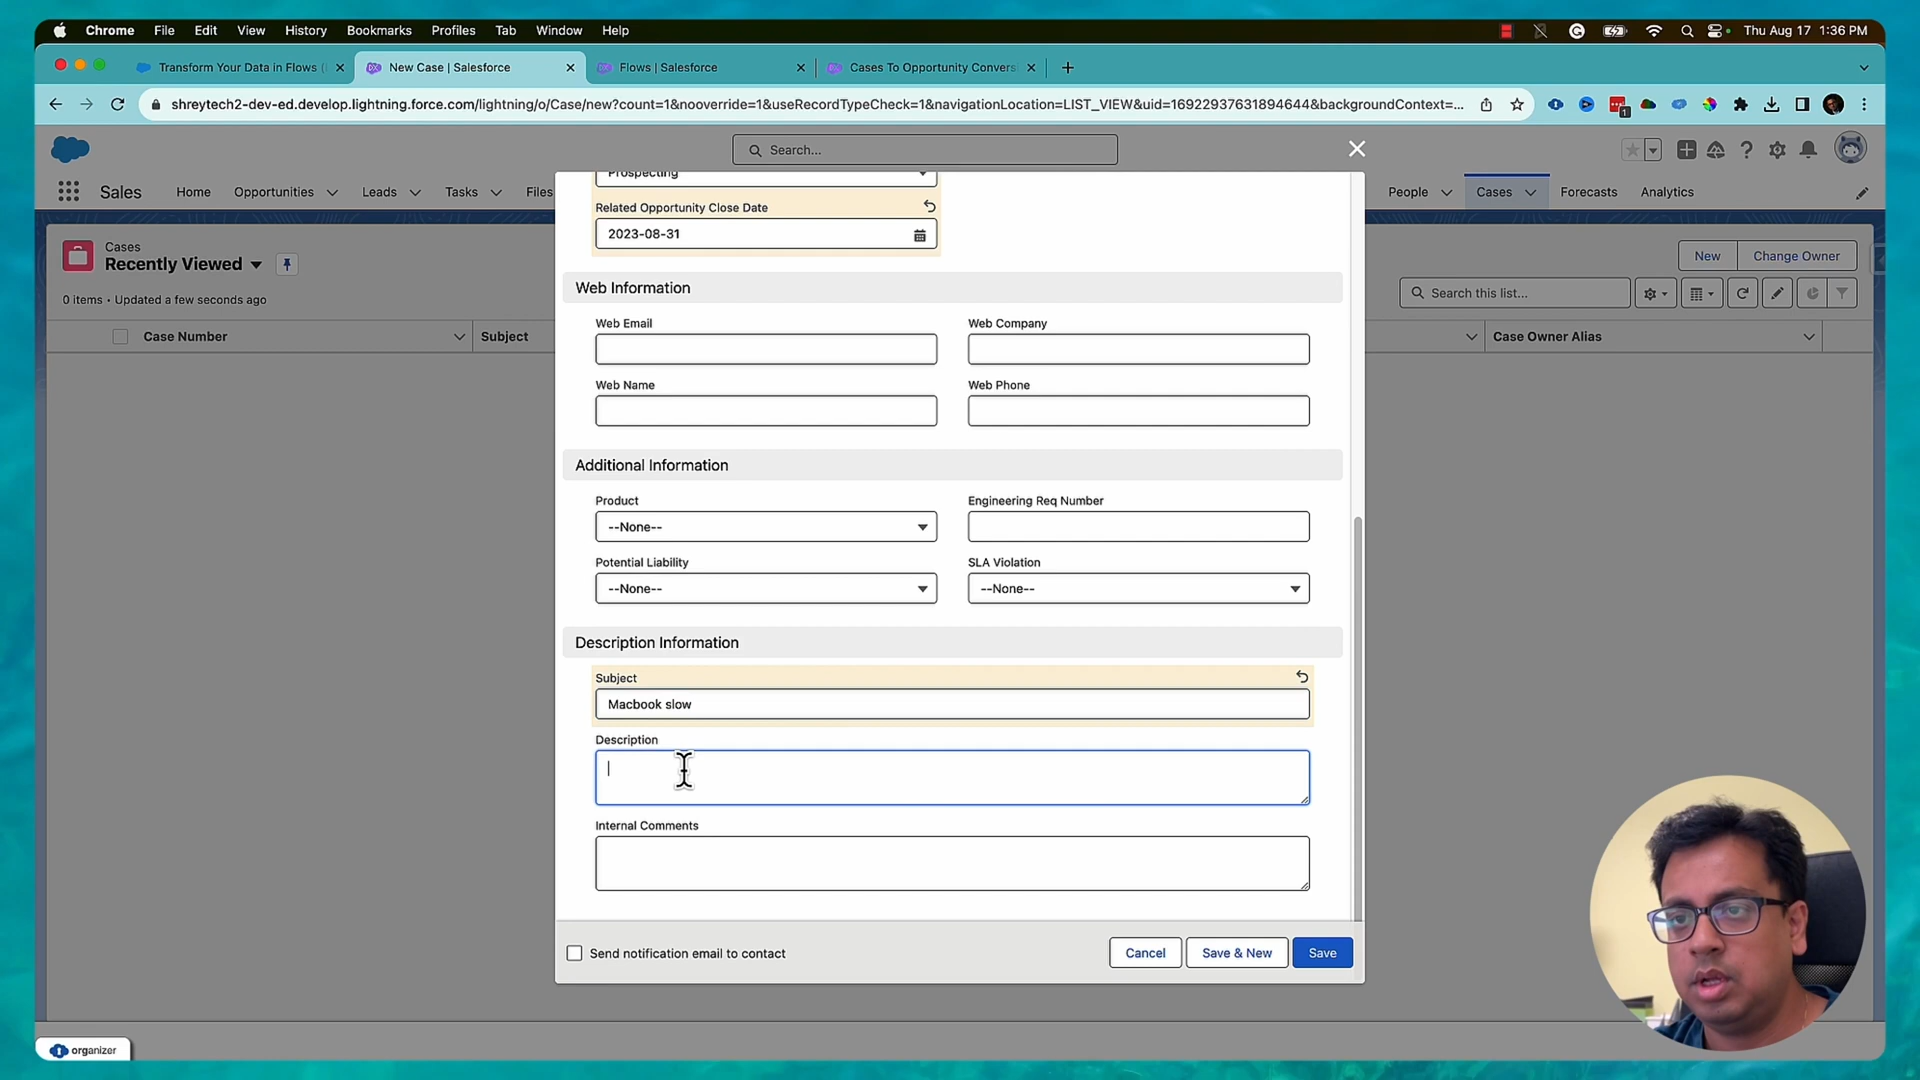 Chrome File Edit View History Bookmarks Profiles Tab Window Help Thu Aug 17 1:36 PM
Transform Your Data in Flows ( New Case | Salesforce Flows | Salesforce Cases To Opportunity Convers
shreytech2-dev-ed.develop.lightning.force.com/lightning/o/Case/new?count=1&nooverride=1&useRecordTypeCheck=1&navigationLocation=LIST_VIEW&uid=16922937631894644&backgroundContext=... 1
Search...
Sales Home Opportunities Leads Tasks Files People Cases Forecasts Analytics
Prospecting
Related Opportunity Close Date
2023-08-31
Cases
Recently Viewed
New Change Owner
0 items • Updated a few seconds ago
Search this list...
Case Number Subject Case Owner Alias
Web Information
Web Email Web Company
Web Name Web Phone
Additional Information
Product Engineering Req Number
--None--
Potential Liability SLA Violation
--None-- --None--
Description Information
Subject
Macbook slow
Description
Internal Comments
Send notification email to contact
Cancel Save & New Save
organizer